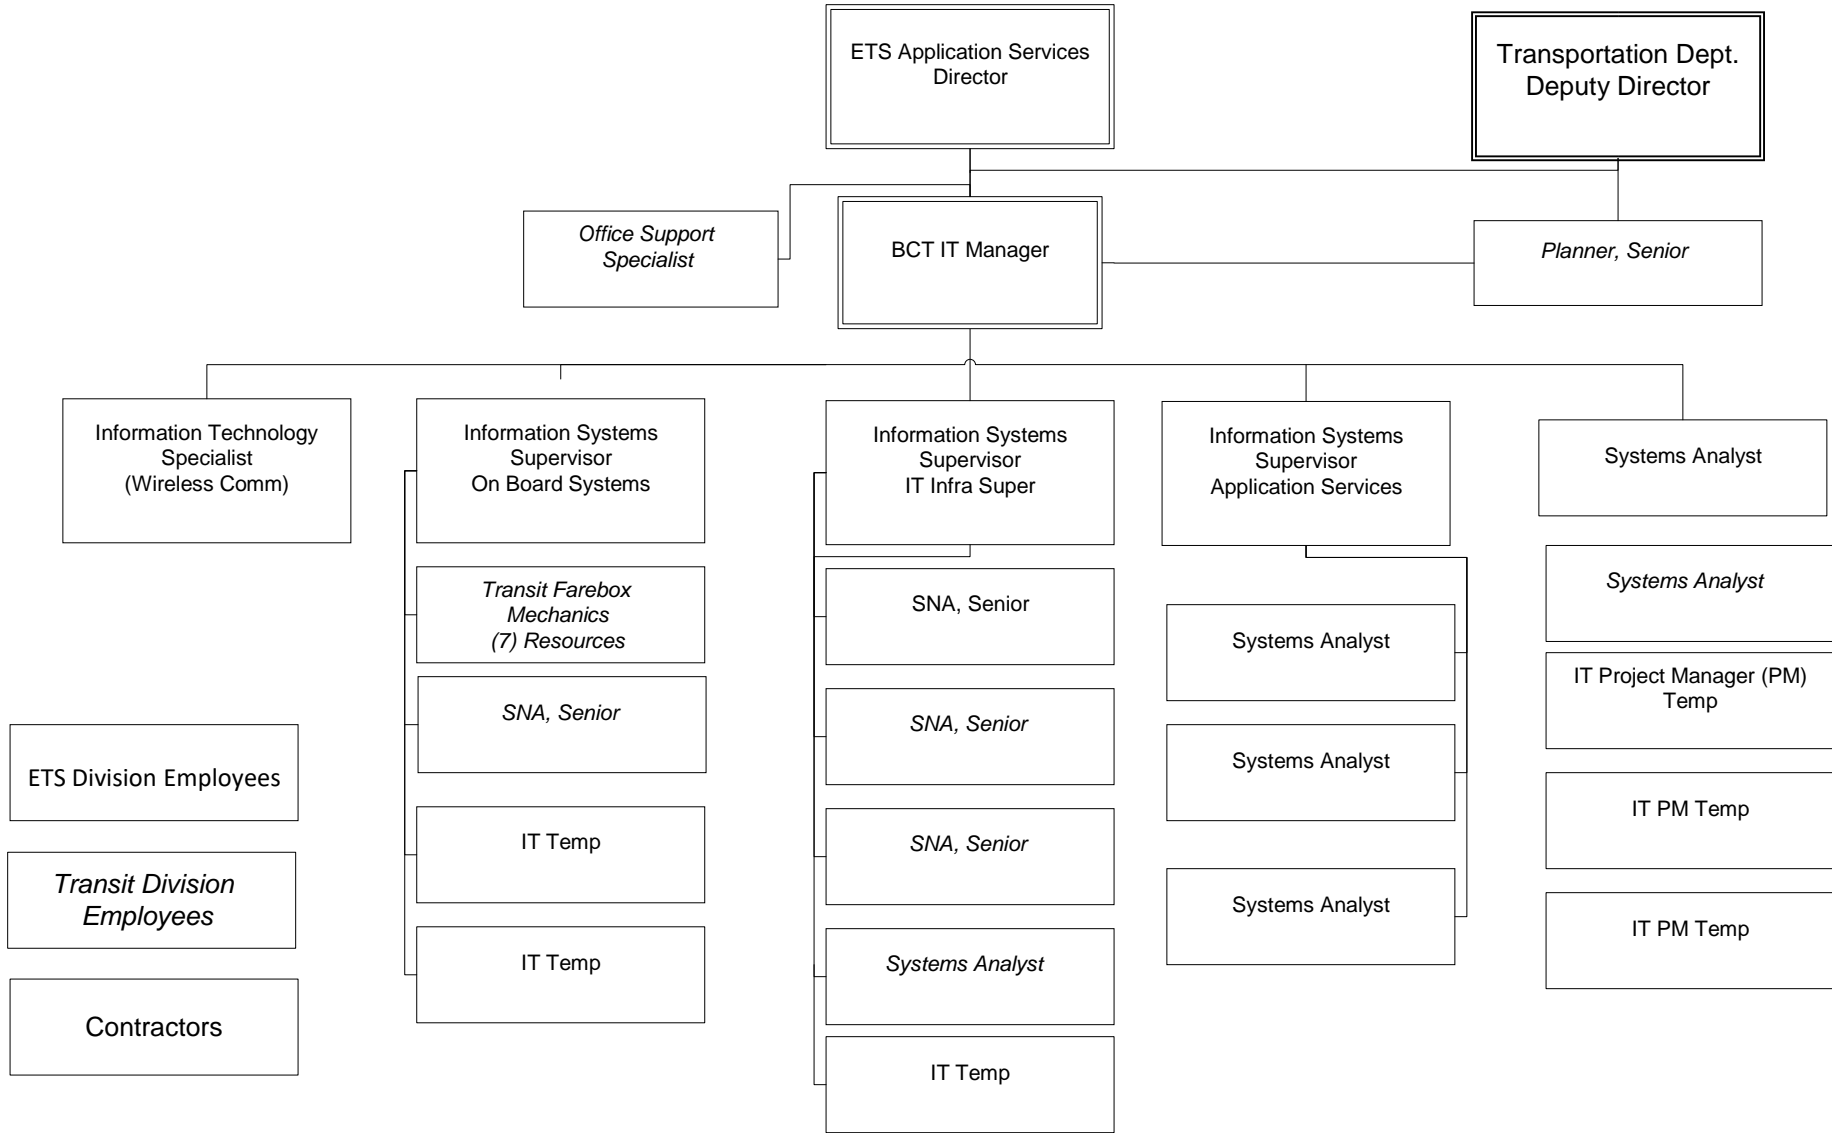 ETS Application Services
Director
Transportation Dept.
Deputy Director
Office Support
Specialist
BCT IT Manager
Planner, Senior
Information Technology
Specialist
(Wireless Comm)
Information Systems
Supervisor
On Board Systems
Information Systems
Supervisor
IT Infra Super
Information Systems
Supervisor
Application Services
Systems Analyst
Transit Farebox
Mechanics
(7) Resources
SNA, Senior
IT Temp
IT Temp
SNA, Senior
SNA, Senior
SNA, Senior
Systems Analyst
IT Temp
Systems Analyst
Systems Analyst
Systems Analyst
Systems Analyst
IT Project Manager (PM)
Temp
IT PM Temp
IT PM Temp
ETS Division Employees
Transit Division
Employees
Contractors